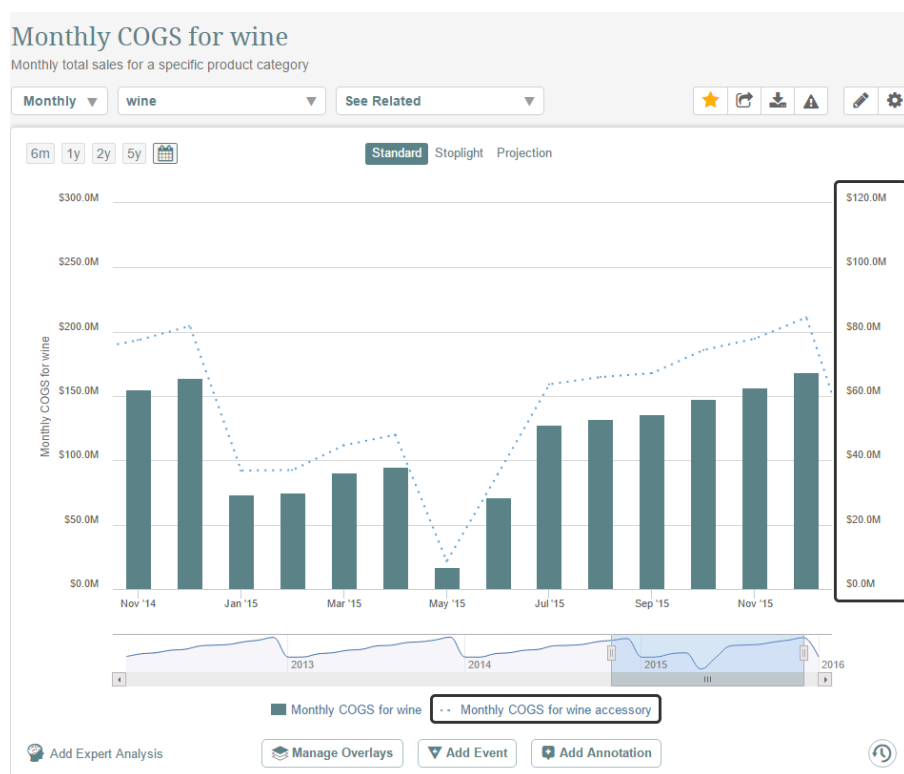 Monthly COGS for wine
Monthly total sales for a specific product category
Monthly wine See Related
6m 1y 2y 5y Standard Stoplight Projection
$300.0M $120.0M
$250.0M $100.0M
$200.0M $80.0M
$150.0M $60.0M
$100.0M $40.0M
$50.0M $20.0M
$0.0M $0.0M
Monthly COGS for wine
Nov '14 Jan '15 Mar '15 May '15 Jul '15 Sep '15 Nov '15
2013 2014 2015 2016
Monthly COGS for wine Monthly COGS for wine accessory
Add Expert Analysis Manage Overlays Add Event Add Annotation